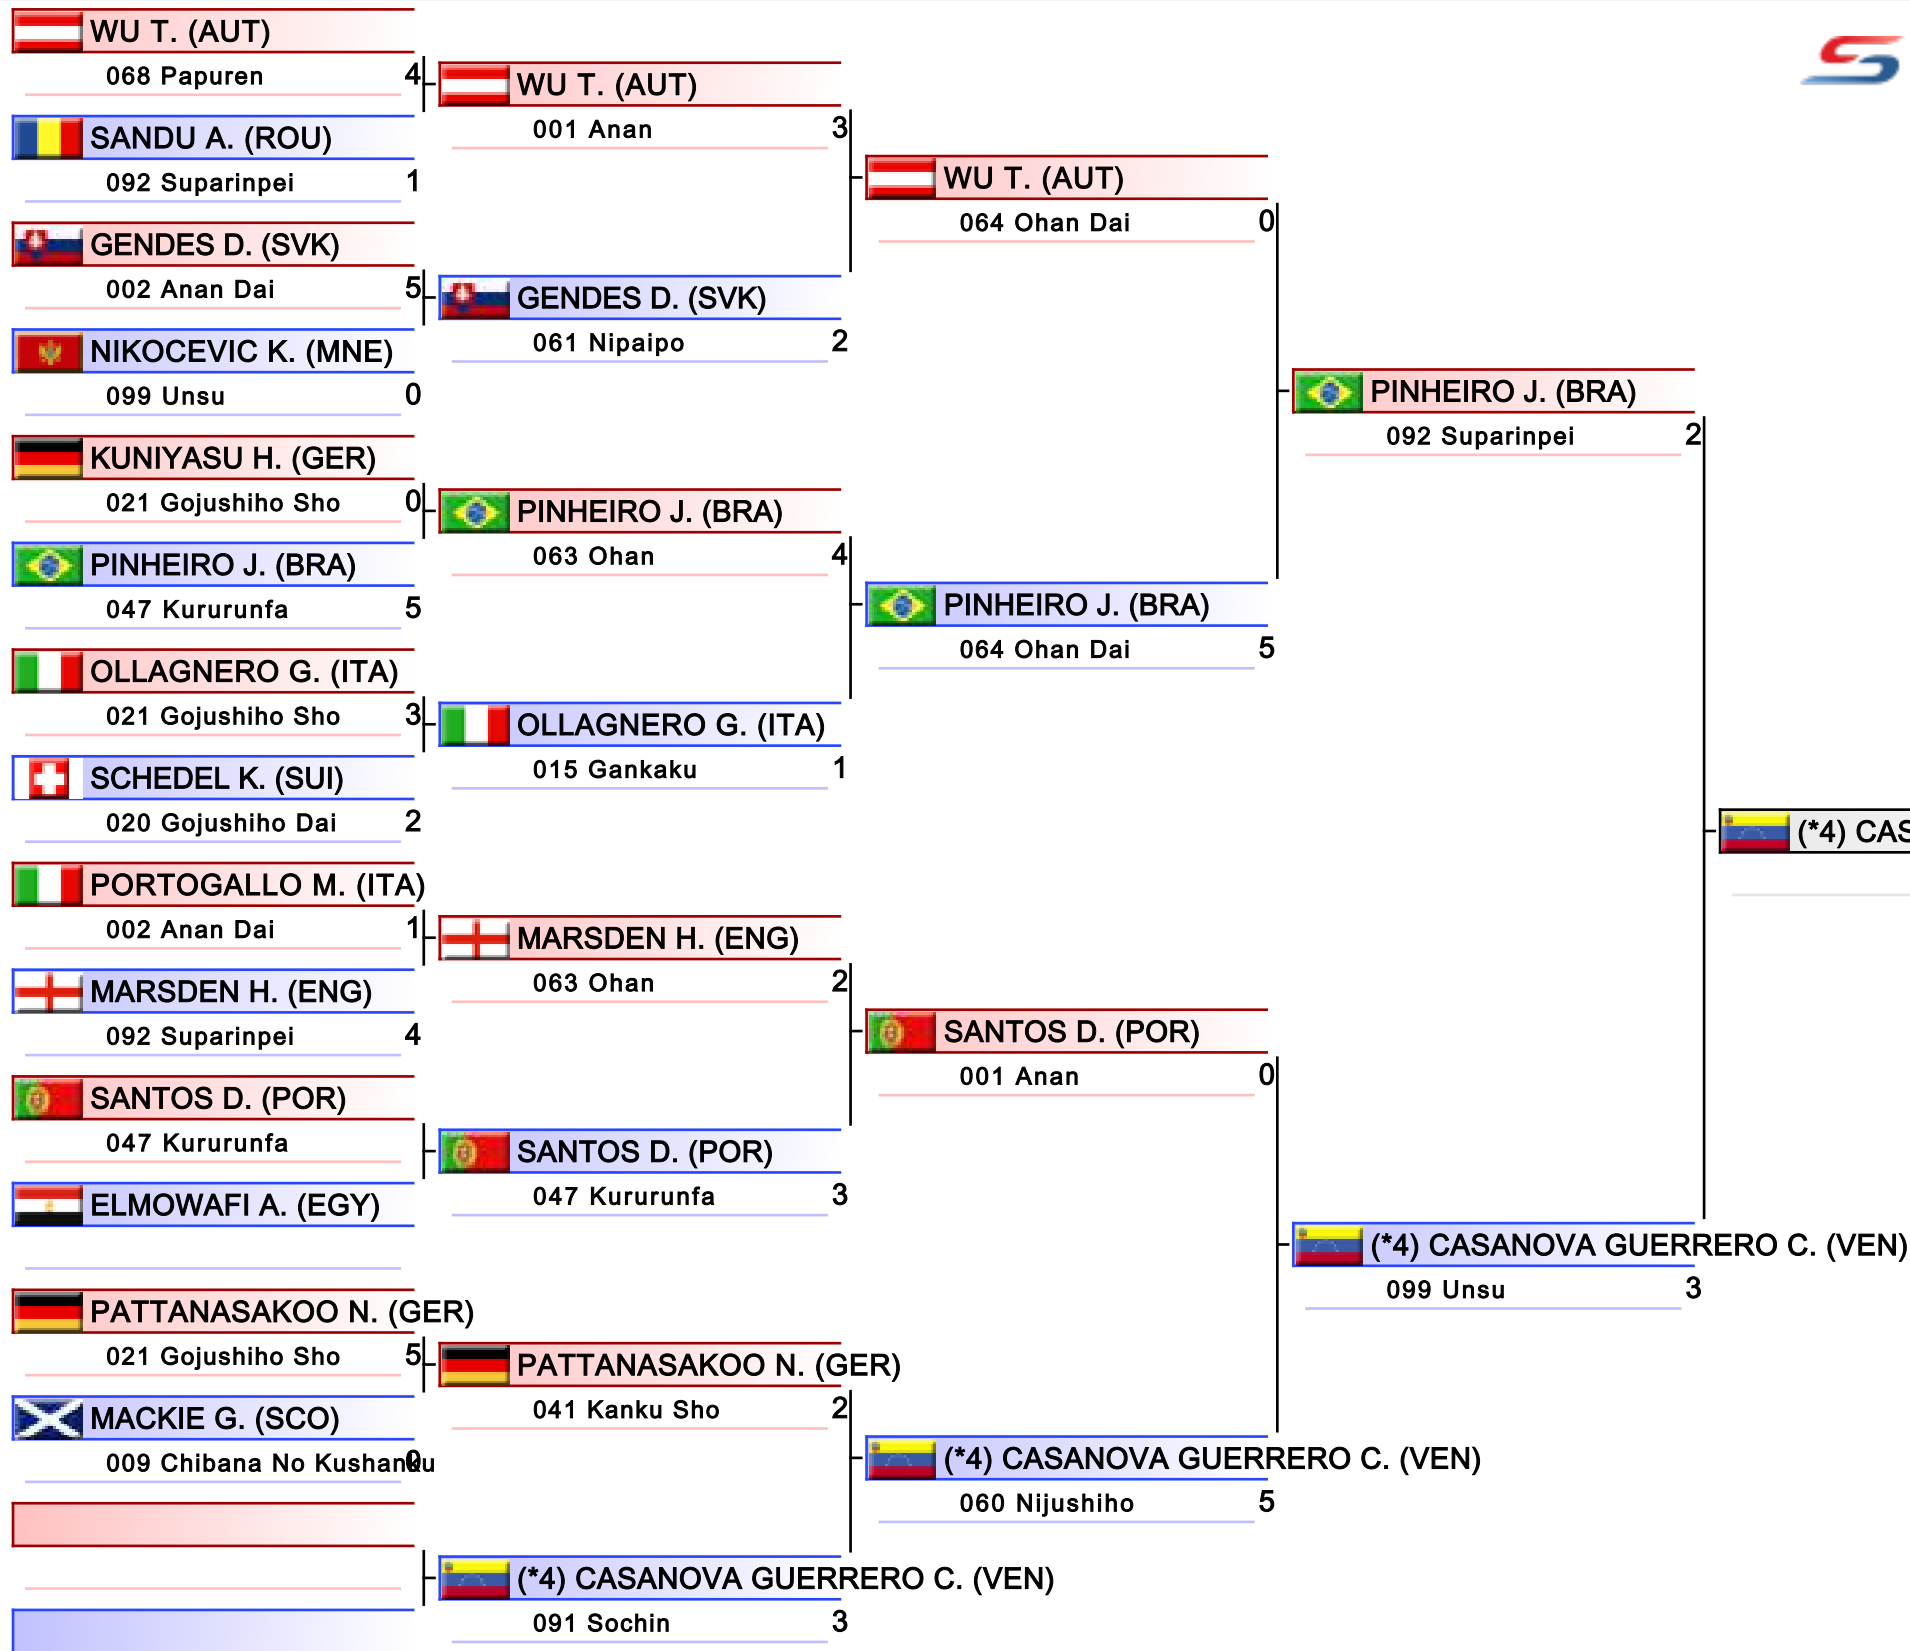 WU T. (AUT)
068 Papuren 4
SANDU A. (ROU)
092 Suparinpei 1
GENDES D. (SVK)
002 Anan Dai 5
NIKOCEVIC K. (MNE)
099 Unsu 0
KUNIYASU H. (GER)
021 Gojushiho Sho 0
PINHEIRO J. (BRA)
047 Kururunfa 5
OLLAGNERO G. (ITA)
021 Gojushiho Sho 3
SCHEDEL K. (SUI)
020 Gojushiho Dai 2
PORTOGALLO M. (ITA)
002 Anan Dai 1
MARSDEN H. (ENG)
092 Suparinpei 4
SANTOS D. (POR)
047 Kururunfa
ELMOWAFI A. (EGY)
PATTANASAKOO N. (GER)
021 Gojushiho Sho 5
MACKIE G. (SCO)
009 Chibana No Kushanku 0
WU T. (AUT)
001 Anan 3
GENDES D. (SVK)
061 Nipaipo 2
PINHEIRO J. (BRA)
063 Ohan 4
OLLAGNERO G. (ITA)
015 Gankaku 1
MARSDEN H. (ENG)
063 Ohan 2
SANTOS D. (POR)
047 Kururunfa 3
PATTANASAKOO N. (GER)
041 Kanku Sho 2
(*4) CASANOVA GUERRERO C. (VEN)
091 Sochin 3
WU T. (AUT)
064 Ohan Dai 0
PINHEIRO J. (BRA)
064 Ohan Dai 5
SANTOS D. (POR)
001 Anan 0
(*4) CASANOVA GUERRERO C. (VEN)
060 Nijushiho 5
PINHEIRO J. (BRA)
092 Suparinpei 2
(*4) CASANOVA GUERRERO C. (VEN)
099 Unsu 3
(*4) CAS